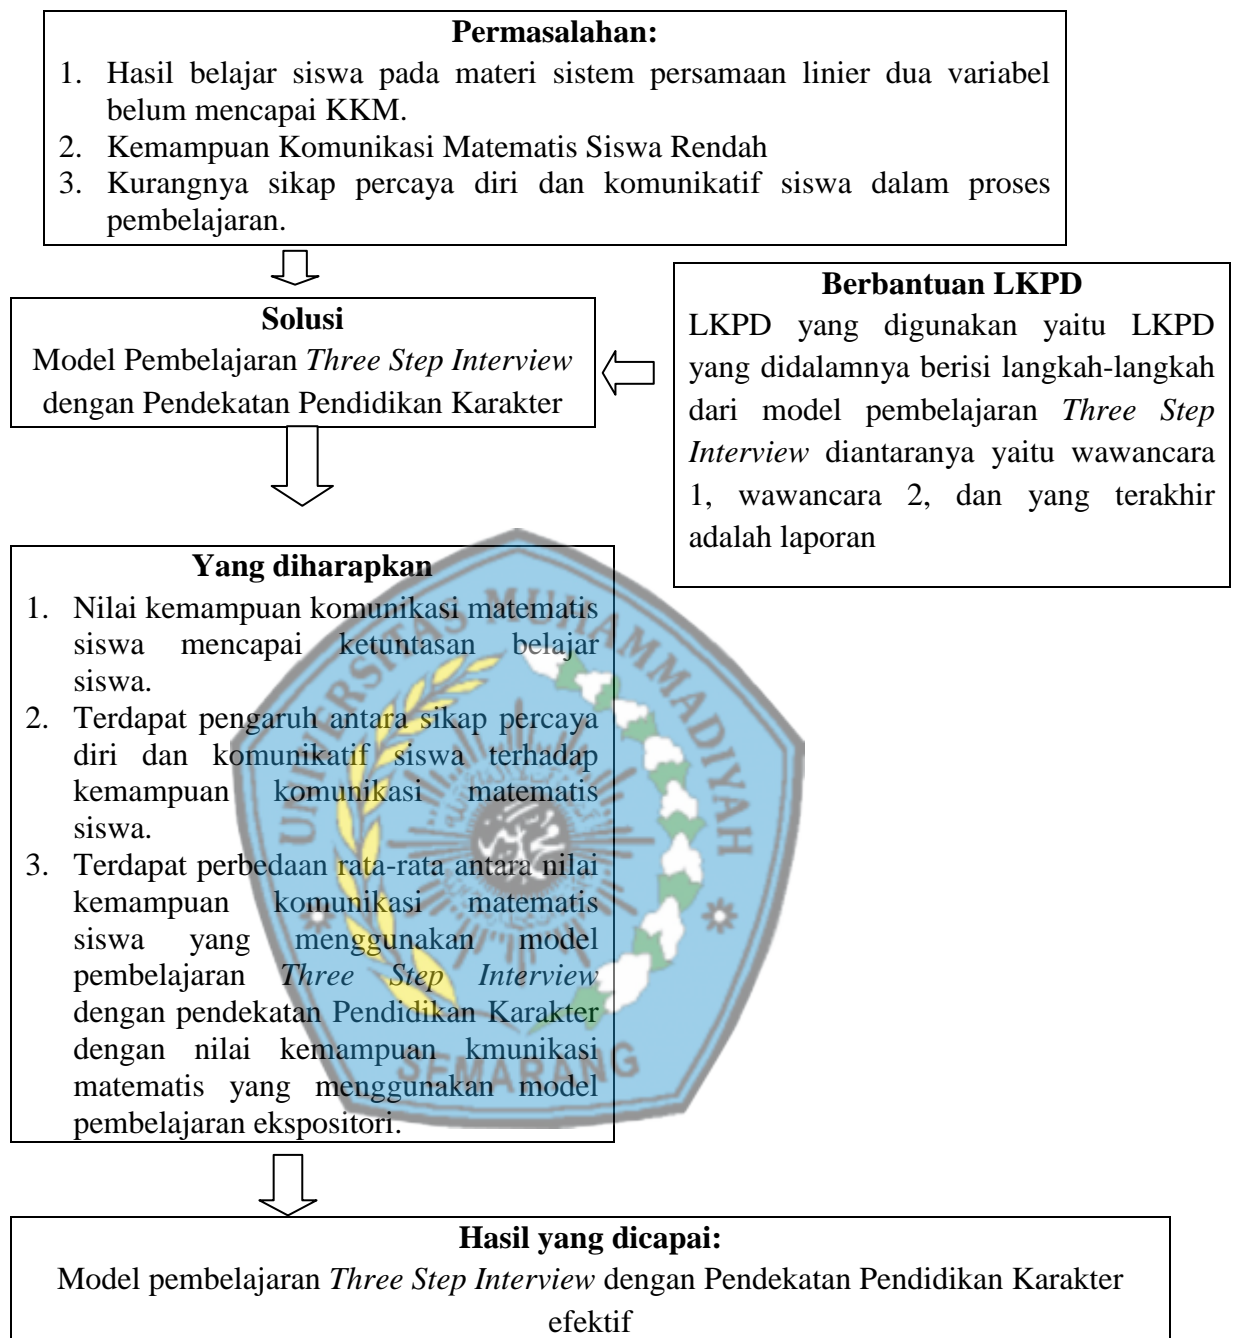 Permasalahan:
1. Hasil belajar siswa pada materi sistem persamaan linier dua variabel
belum mencapai KKM.
2. Kemampuan Komunikasi Matematis Siswa Rendah
3. Kurangnya sikap percaya diri dan komunikatif siswa dalam proses
pembelajaran.
Solusi
Model Pembelajaran Three Step Interview
dengan Pendekatan Pendidikan Karakter
Berbantuan LKPD
LKPD yang digunakan yaitu LKPD
yang didalamnya berisi langkah-langkah
dari model pembelajaran Three Step
Interview diantaranya yaitu wawancara
1, wawancara 2, dan yang terakhir
adalah laporan
Yang diharapkan
1. Nilai kemampuan komunikasi matematis
siswa mencapai ketuntasan belajar
siswa.
2. Terdapat pengaruh antara sikap percaya
diri dan komunikatif siswa terhadap
kemampuan komunikasi matematis
siswa.
3. Terdapat perbedaan rata-rata antara nilai
kemampuan komunikasi matematis
siswa yang menggunakan model
pembelajaran Three Step Interview
dengan pendekatan Pendidikan Karakter
dengan nilai kemampuan kmunikasi
matematis yang menggunakan model
pembelajaran ekspositori.
UNIVERSITAS MUHAMMADIYAH
SEMARANG
Hasil yang dicapai:
Model pembelajaran Three Step Interview dengan Pendekatan Pendidikan Karakter
efektif